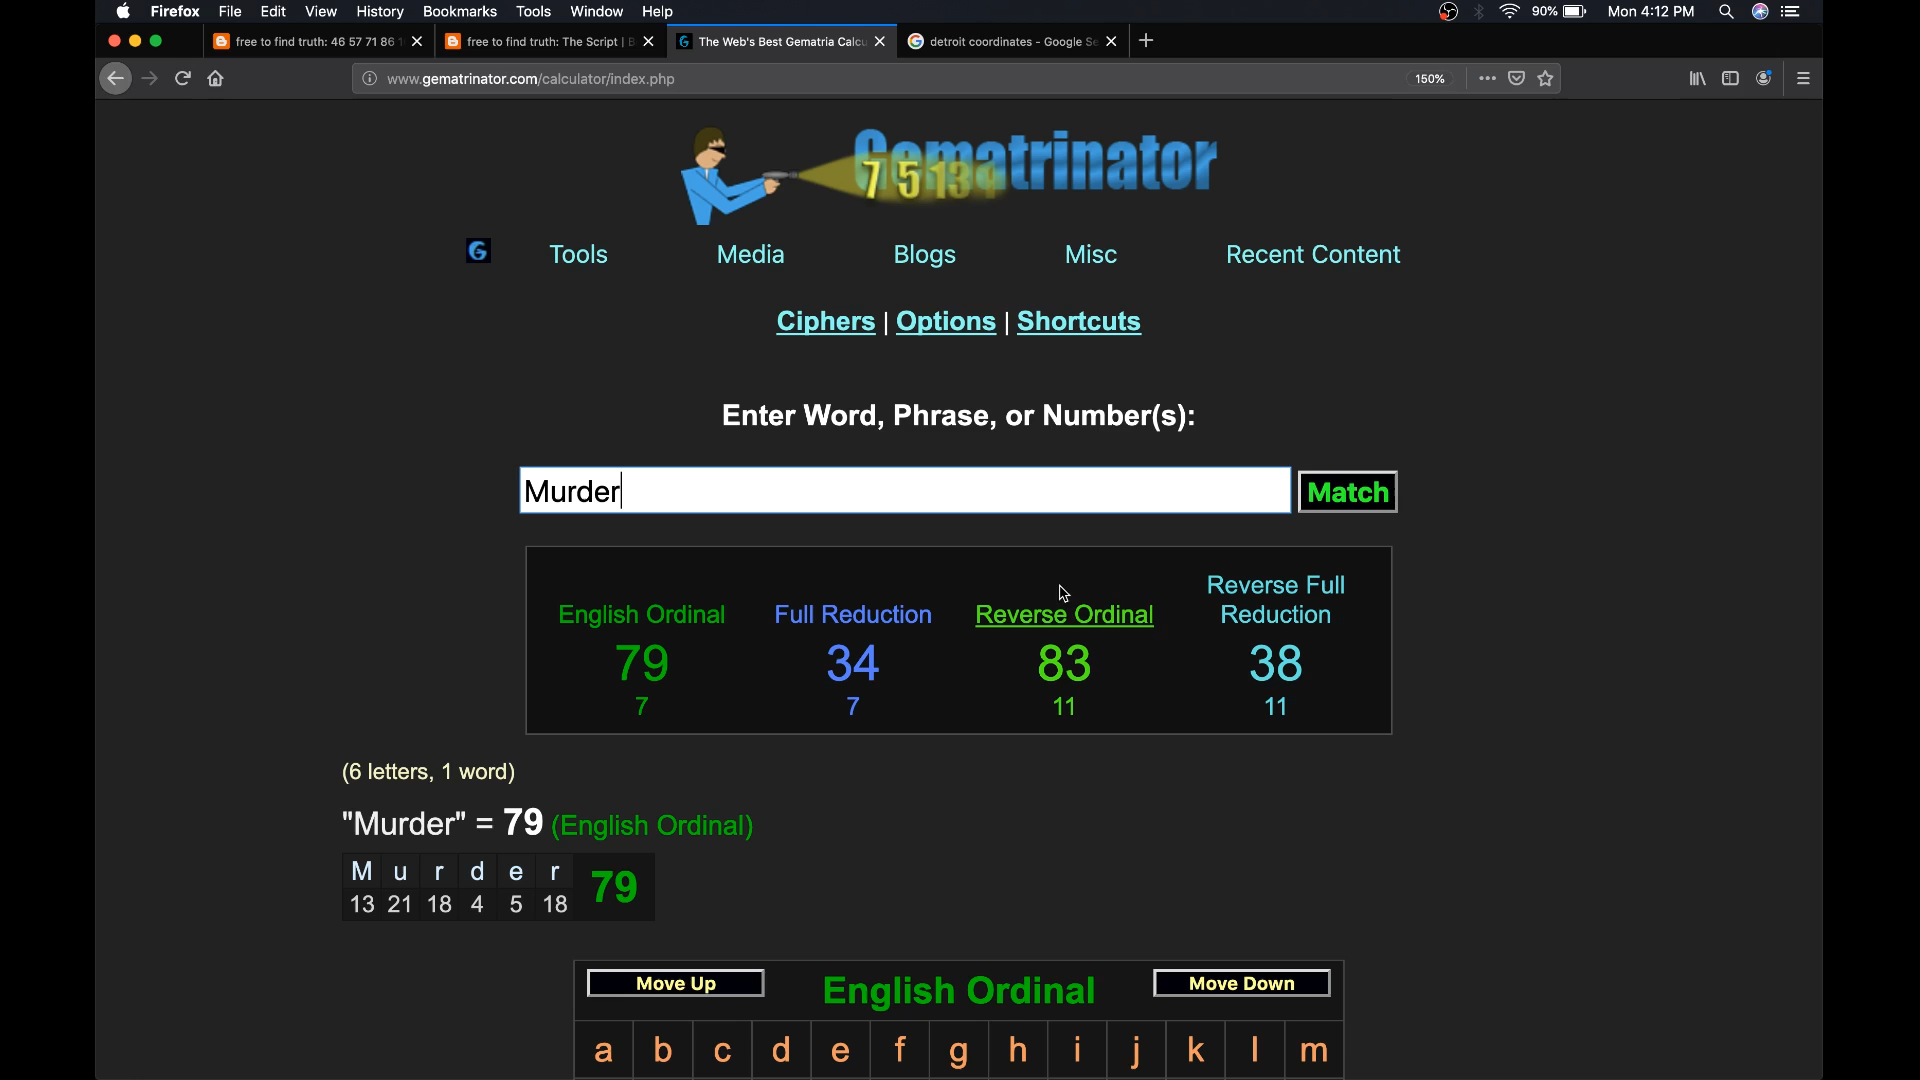 Firefox File Edit View History Bookmarks Tools Window Help 90% Mon 4:12 PM
free to find truth: 46 57 71 86 free to find truth: The Script | The Web's Best Gematria Calcu detroit coordinates - Google Se
www.gematrinator.com/calculator/index.php 150%
Gematrinator
7 5 13
G Tools Media Blogs Misc Recent Content
Ciphers | Options | Shortcuts
Enter Word, Phrase, or Number(s):
Murder Match
English Ordinal Full Reduction Reverse Ordinal Reverse Full Reduction
79 34 83 38
7 7 11 11
(6 letters, 1 word)
"Murder" = 79 (English Ordinal)
M u r d e r 79
13 21 18 4 5 18
Move Up English Ordinal Move Down
a b c d e f g h i j k l m